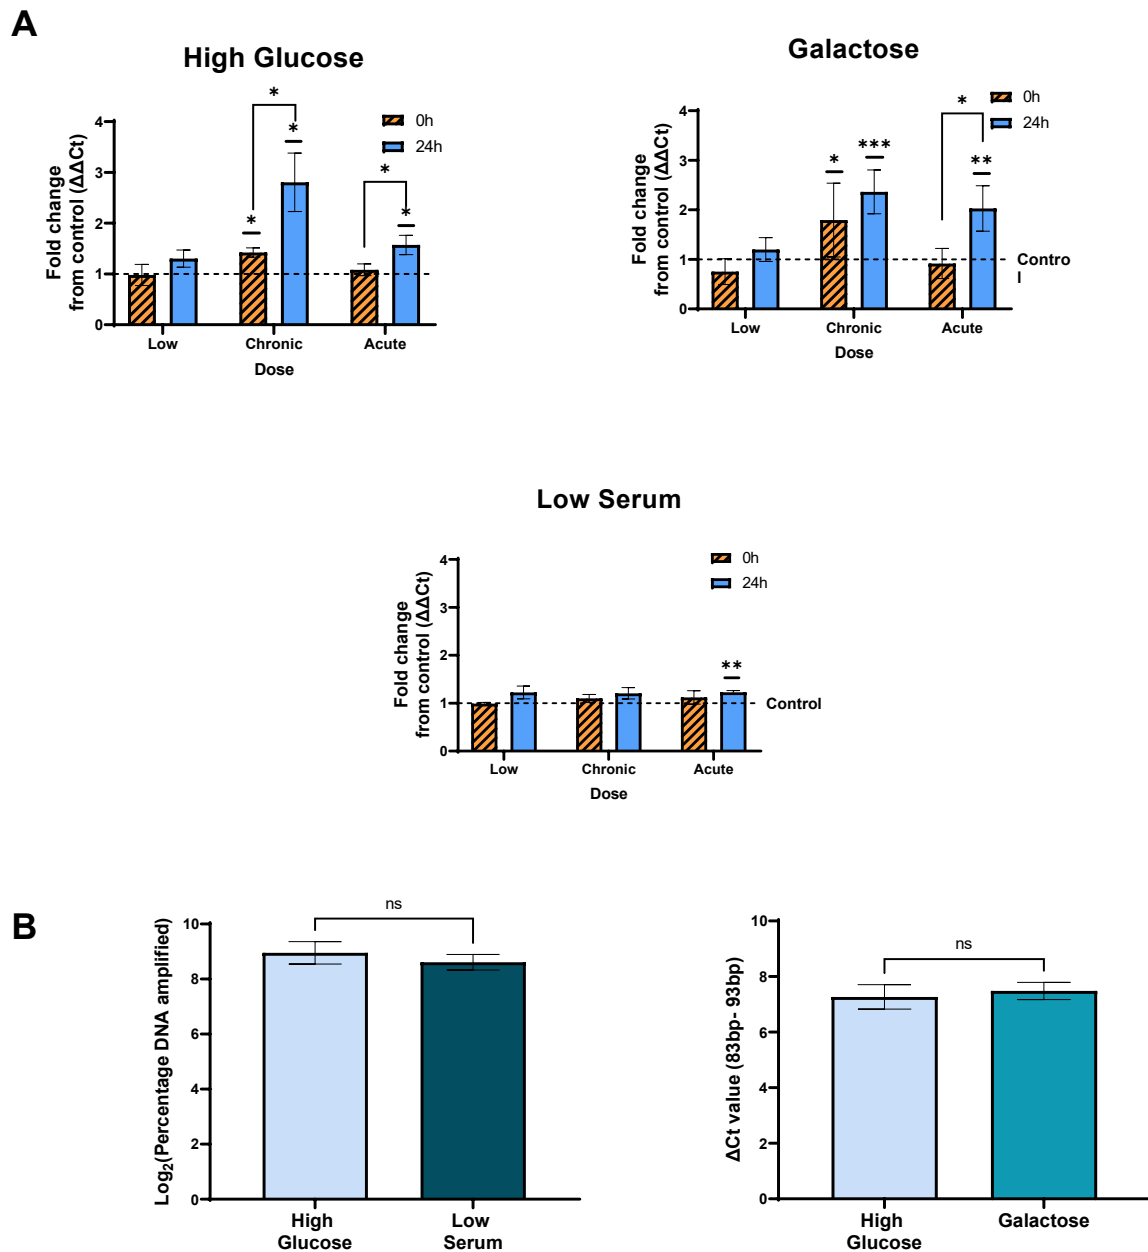 A
High Glucose
Fold change
from control (ΔΔCt)
4
3
2
1
0
*
*
*
*
*
0h
24h
Low
Chronic
Acute
Dose
Galactose
Fold change
from control (ΔΔCt)
4
3
2
1
0
*
***
*
**
0h
24h
Contro
l
Low
Chronic
Acute
Dose
Low Serum
Fold change
from control (ΔΔCt)
4
3
2
1
0
**
0h
24h
Control
Low
Chronic
Acute
Dose
B
Log₂(Percentage DNA amplified)
10
8
6
4
2
0
ns
High
Glucose
Low
Serum
ΔCt value (83bp- 93bp)
10
8
6
4
2
0
ns
High
Glucose
Galactose